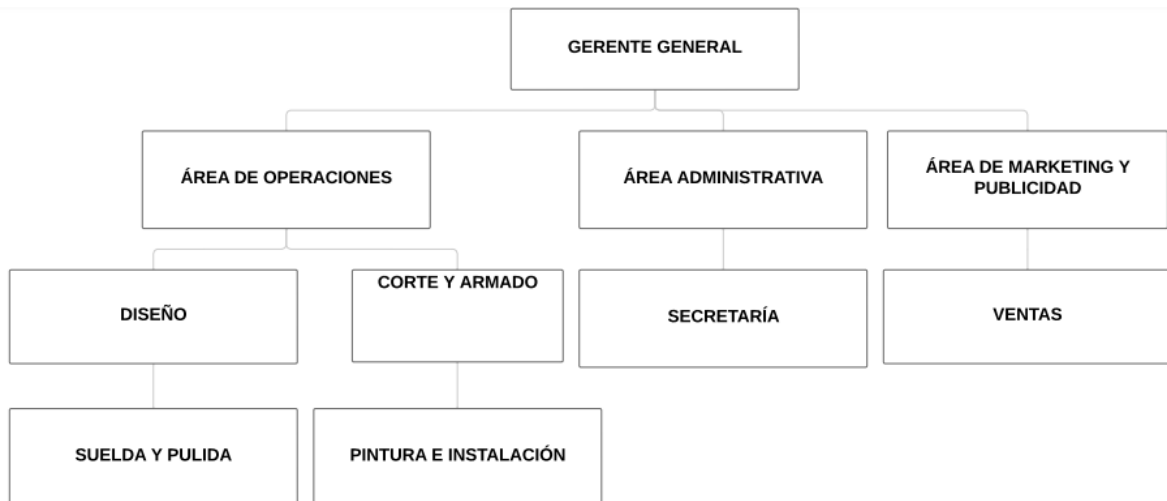 GERENTE GENERAL
ÁREA DE OPERACIONES
ÁREA ADMINISTRATIVA
ÁREA DE MARKETING Y
PUBLICIDAD
DISEÑO
CORTE Y ARMADO
SECRETARÍA
VENTAS
SUELDA Y PULIDA
PINTURA E INSTALACIÓN